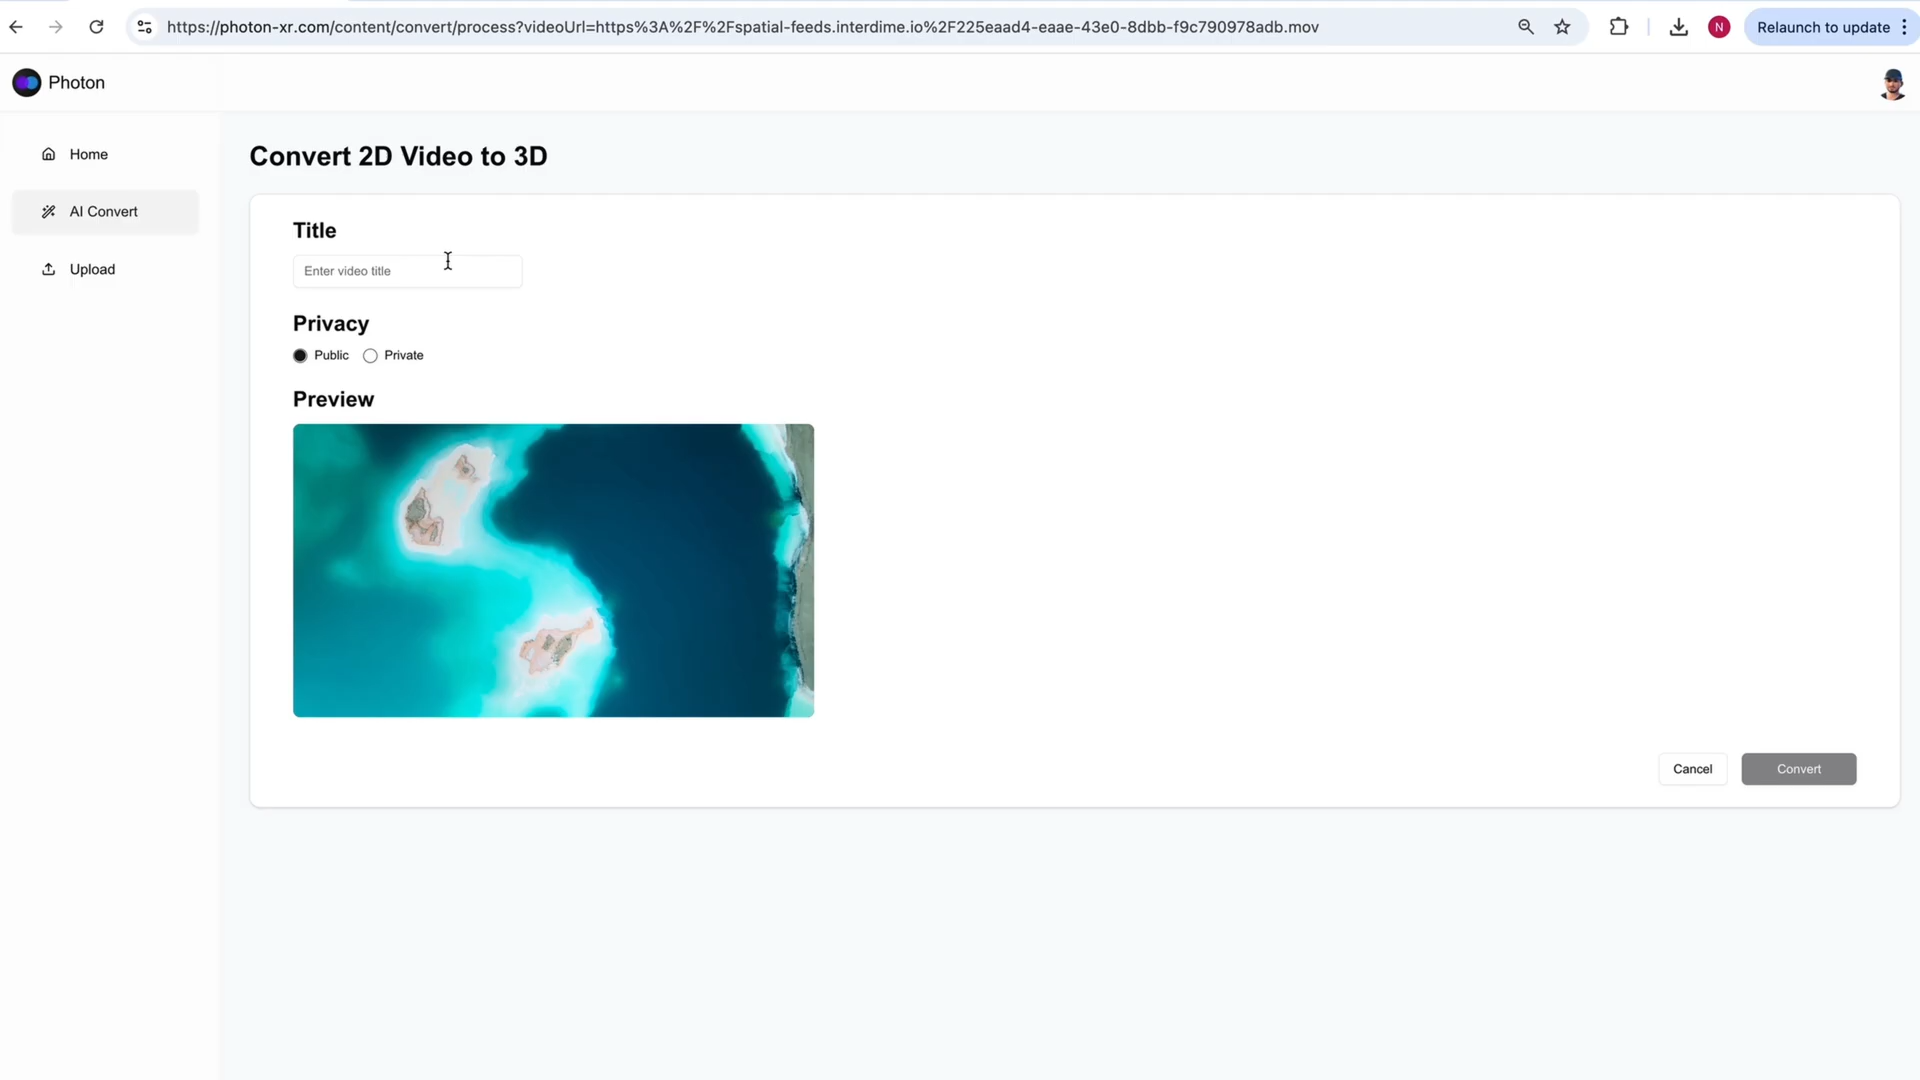 https://photon-xr.com/content/convert/process?videoUrl=https%3A%2F%2Fspatial-feeds.interdime.io%2F225eaad4-eaae-43e0-8dbb-f9c790978adb.mov
N
Relaunch to update
Photon
Home
AI Convert
Upload
Convert 2D Video to 3D
Title
Enter video title
Privacy
Public
Private
Preview
Cancel
Convert